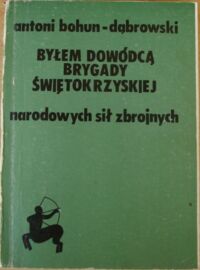 antoni bohun-dąbrowski
BYŁEM DOWÓDCĄ
BRYGADY
ŚWIĘTOKRZYSKIEJ
narodowych sił zbrojnych